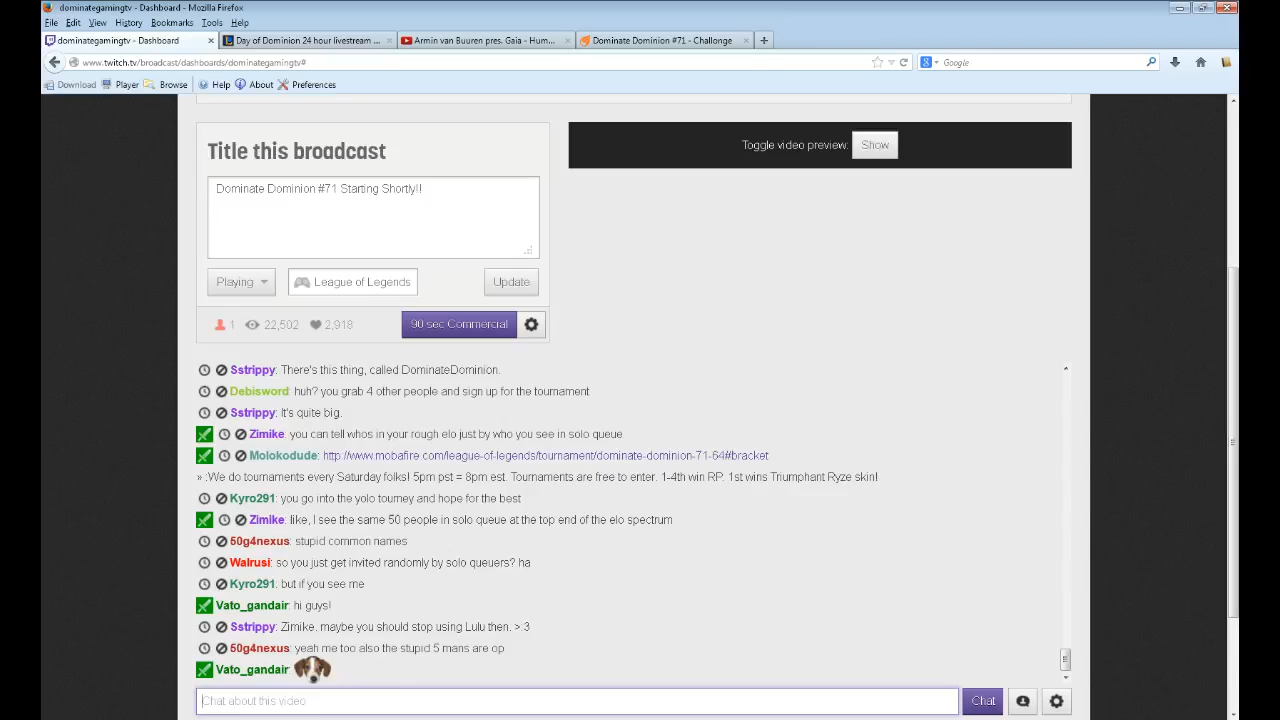 dominategamingtv - Dashboard - Mozilla Firefox
File Edit View History Bookmarks Tools Help
dominategamingtv - Dashboard
Day of Dominion 24 hour livestream ...
Armin van Buuren pres. Gaia - Hum...
Dominate Dominion #71 - Challonge
www.twitch.tv/broadcast/dashboards/dominategamingtv#
Google
Download Player Browse Help About Preferences
Title this broadcast
Toggle video preview: Show
Dominate Dominion #71 Starting Shortly!!
Playing League of Legends Update
1 22,502 2,918 90 sec Commercial
Sstrippy: There's this thing, called DominateDominion.
Debisword: huh? you grab 4 other people and sign up for the tournament
Sstrippy: It's quite big.
Zimike: you can tell whos in your rough elo just by who you see in solo queue
Molokodude: http://www.mobafire.com/league-of-legends/tournament/dominate-dominion-71-64#bracket
» :We do tournaments every Saturday folks! 5pm pst = 8pm est. Tournaments are free to enter. 1-4th win RP. 1st wins Triumphant Ryze skin!
Kyro291: you go into the yolo tourney and hope for the best
Zimike: like, I see the same 50 people in solo queue at the top end of the elo spectrum
50g4nexus: stupid common names
Walrusi: so you just get invited randomly by solo queuers? ha
Kyro291: but if you see me
Vato_gandair: hi guys!
Sstrippy: Zimike. maybe you should stop using Lulu then. >.3
50g4nexus: yeah me too also the stupid 5 mans are op
Vato_gandair:
Chat about this video
Chat